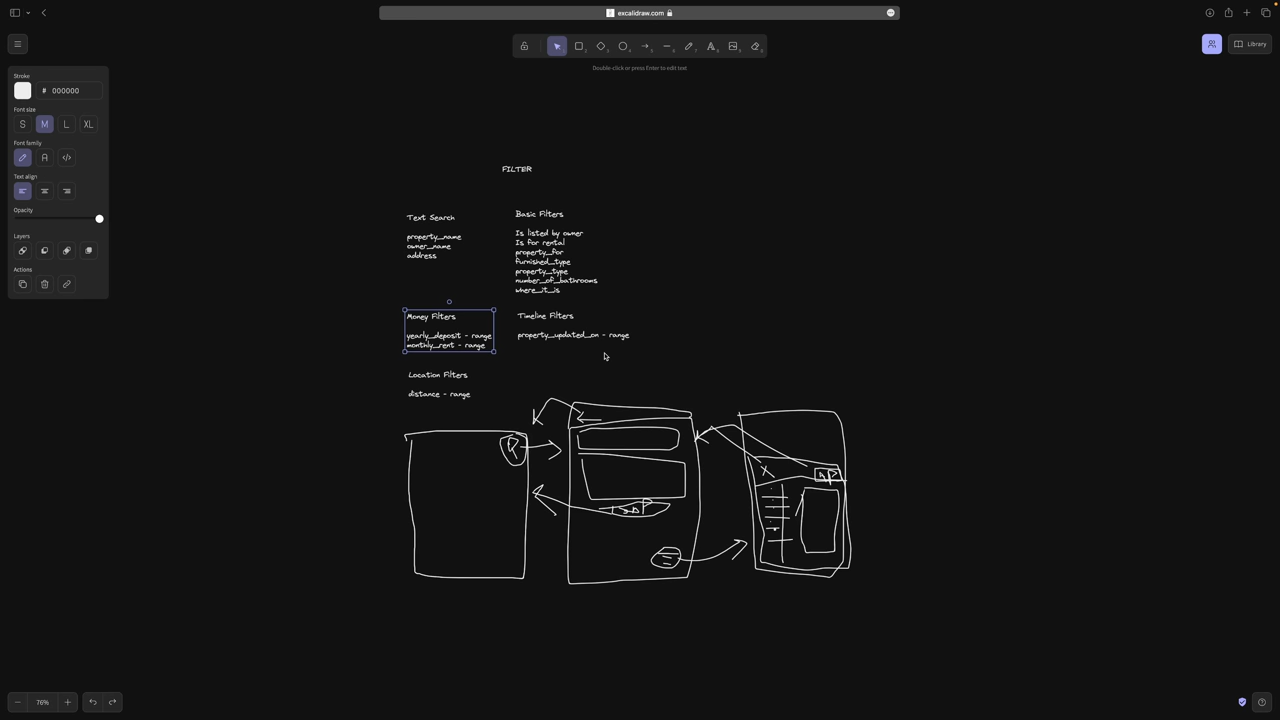 excalidraw.com
Library
Double-click or press Enter to edit text
Stroke
# 000000
Font size
S M L XL
Font family
A </>
Text align
Opacity
Layers
Actions
FILTER
Text Search
property_name
owner_name
address
Basic Filters
Is listed by owner
Is for rental
property_for
furnished_type
property_type
number_of_bathrooms
where_it_is
Money Filters
yearly_deposit - range
monthly_rent - range
Timeline Filters
property_updated_on - range
Location Filters
distance - range
76%